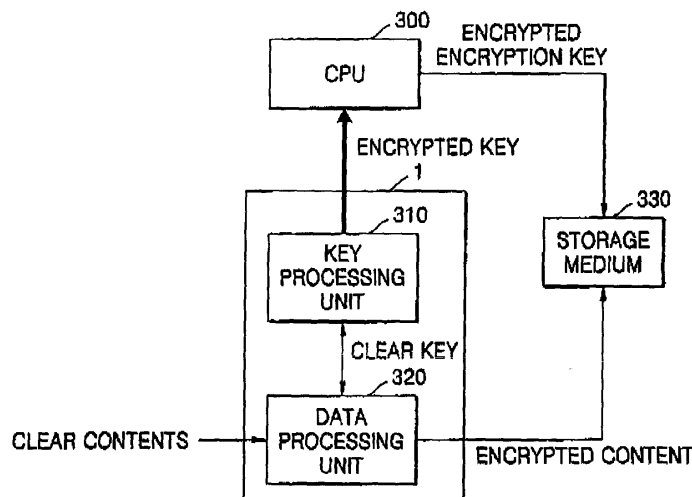 300
CPU
ENCRYPTED
ENCRYPTION KEY
ENCRYPTED KEY
1
310
KEY
PROCESSING
UNIT
330
STORAGE
MEDIUM
CLEAR KEY
320
DATA
PROCESSING
UNIT
CLEAR CONTENTS
ENCRYPTED CONTENT